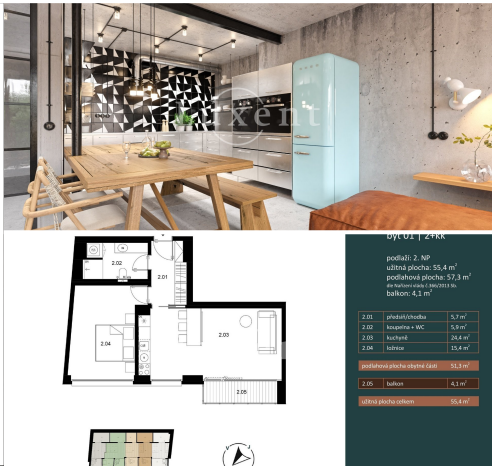 luxent
byt 01 | 2+kk
podlaží: 2. NP
užitná plocha: 55,4 m²
podlahová plocha: 57,3 m²
dle Nařízení vlády č.366/2013 Sb.
balkon: 4,1 m²
2.01 předsíň/chodba 5,7 m²
2.02 koupelna + WC 5,9 m²
2.03 kuchyně 24,4 m²
2.04 ložnice 15,4 m²
podlahová plocha obytné části 51,3 m²
2.05 balkon 4,1 m²
užitná plocha celkem 55,4 m²
2.02
2.01
2.03
2.04
2.05